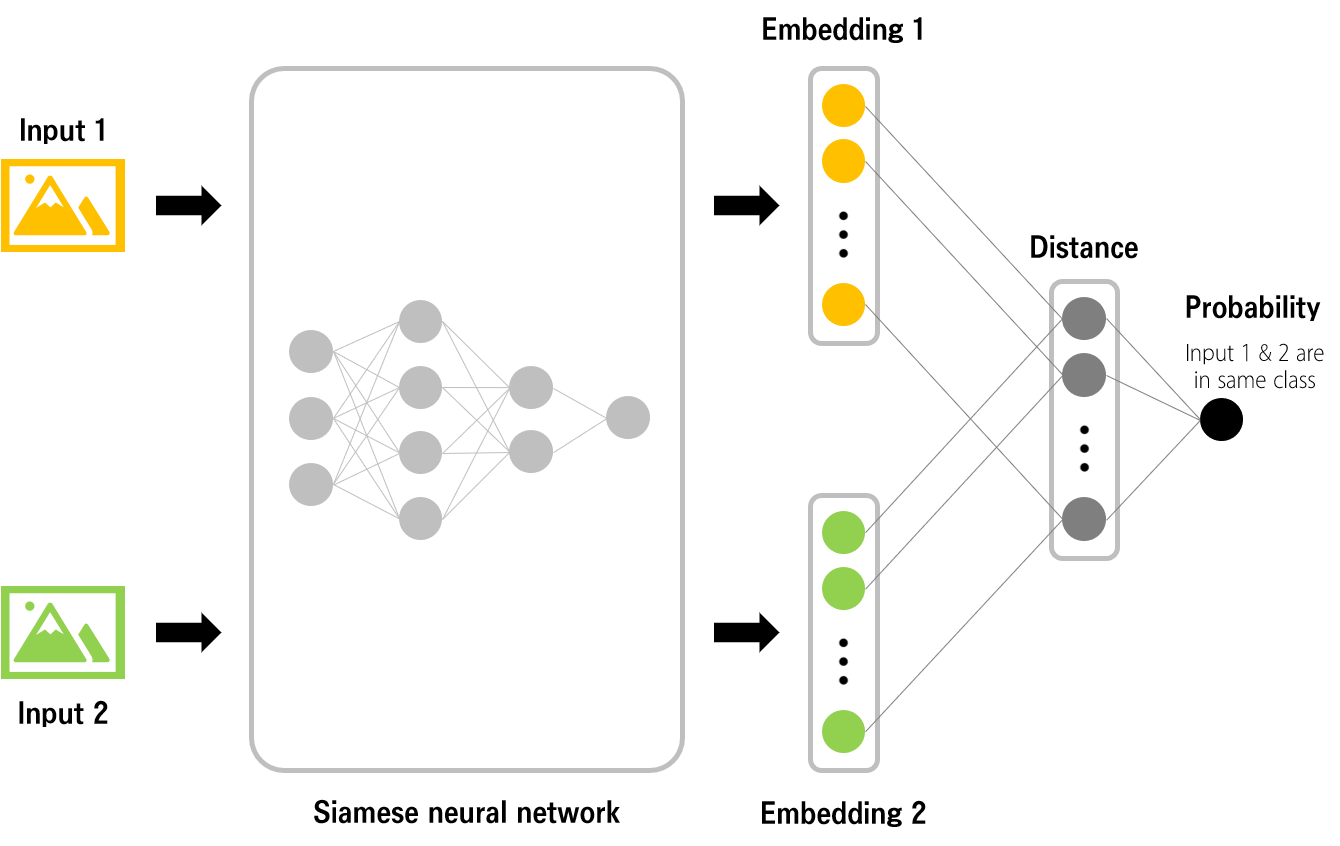 Embedding 1
Input 1
Distance
Probability
Input 1 & 2 are
in same class
Input 2
Siamese neural network
Embedding 2